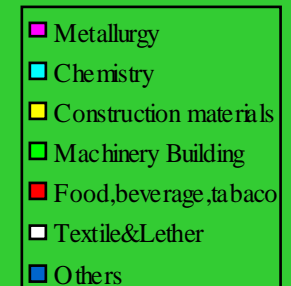 Metallurgy
Chemistry
Construction materials
Machinery Building
Food,beverage,tabaco
Textile&Lether
Others